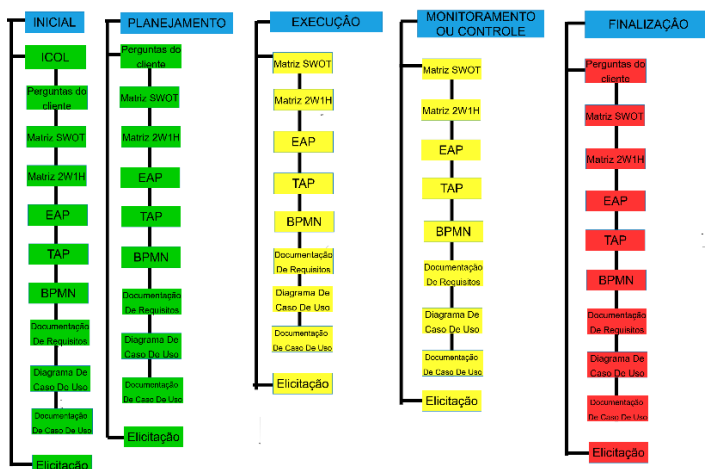 INICIAL
ICOL
Perguntas do
cliente
Matriz SWOT
Matriz 2W1H
EAP
TAP
BPMN
Documentação
De Requisitos
Diagrama De
Caso De Uso
Documentação
De Caso De Uso
Elicitação
PLANEJAMENTO
Perguntas do
cliente
Matriz SWOT
Matriz 2W1H
EAP
TAP
BPMN
Documentação
De Requisitos
Diagrama De
Caso De Uso
Documentação
De Caso De Uso
Elicitação
EXECUÇÂO
Matriz SWOT
Matriz 2W1H
EAP
TAP
BPMN
Documentação
De Requisitos
Diagrama De
Caso De Uso
Documentação
De Caso De Uso
Elicitação
MONITORAMENTO
OU CONTROLE
Matriz SWOT
Matriz 2W1H
EAP
TAP
BPMN
Documentação
De Requisitos
Diagrama De
Caso De Uso
Documentação
De Caso De Uso
Elicitação
FINALIZAÇÂO
Perguntas do
cliente
Matriz SWOT
Matriz 2W1H
EAP
TAP
BPMN
Documentação
De Requisitos
Diagrama De
Caso De Uso
Documentação
De Caso De Uso
Elicitação